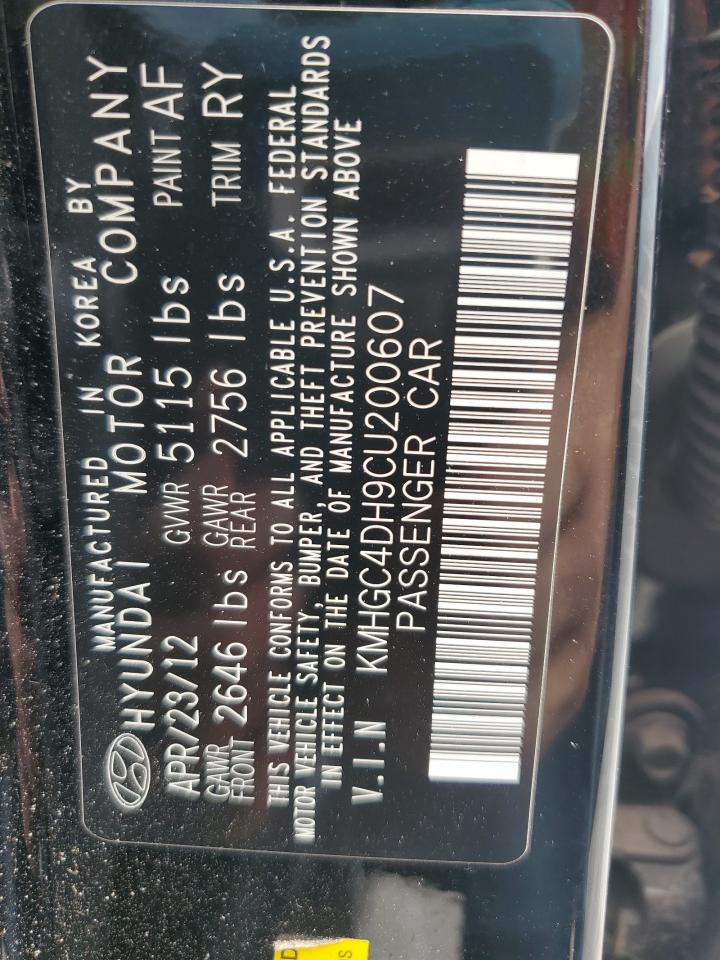 MANUFACTURED IN KOREA BY
HYUNDAI MOTOR COMPANY
APR/23/12 GVWR 5115 lbs PAINT AF
GAWR FRONT 2646 lbs GAWR REAR 2756 lbs TRIM RY
THIS VEHICLE CONFORMS TO ALL APPLICABLE U.S.A. FEDERAL
MOTOR VEHICLE SAFETY, BUMPER, AND THEFT PREVENTION STANDARDS
IN EFFECT ON THE DATE OF MANUFACTURE SHOWN ABOVE
V.I.N KMHGC4DH9CU200607
PASSENGER CAR